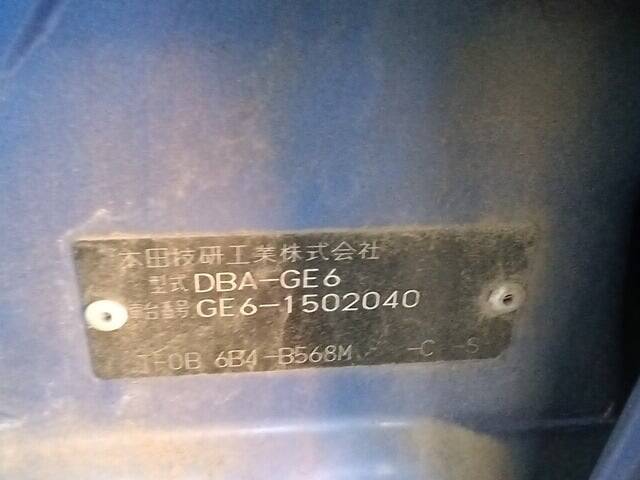 本田技研工業株式会社
型式 DBA-GE6
車台番号 GE6-1502040
6B4-B568M -C -S